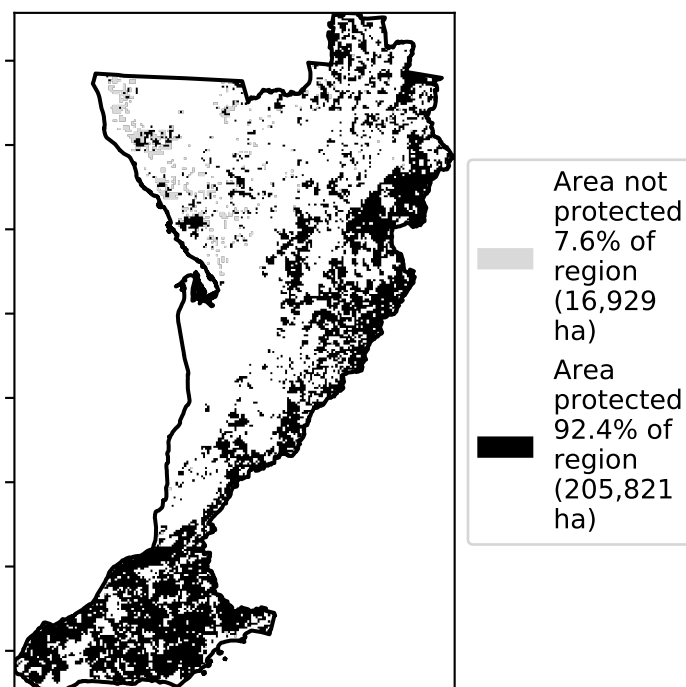 Area not
protected
7.6% of
region
(16,929
ha)
Area
protected
92.4% of
region
(205,821
ha)